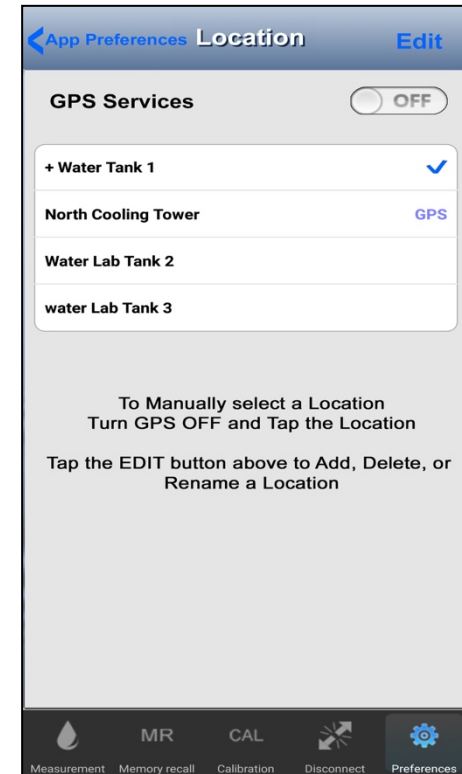 App Preferences Location Edit
GPS Services OFF
+ Water Tank 1
North Cooling Tower GPS
Water Lab Tank 2
water Lab Tank 3
To Manually select a Location
Turn GPS OFF and Tap the Location
Tap the EDIT button above to Add, Delete, or
Rename a Location
MR CAL
Measurement Memory recall Calibration Disconnect Preferences